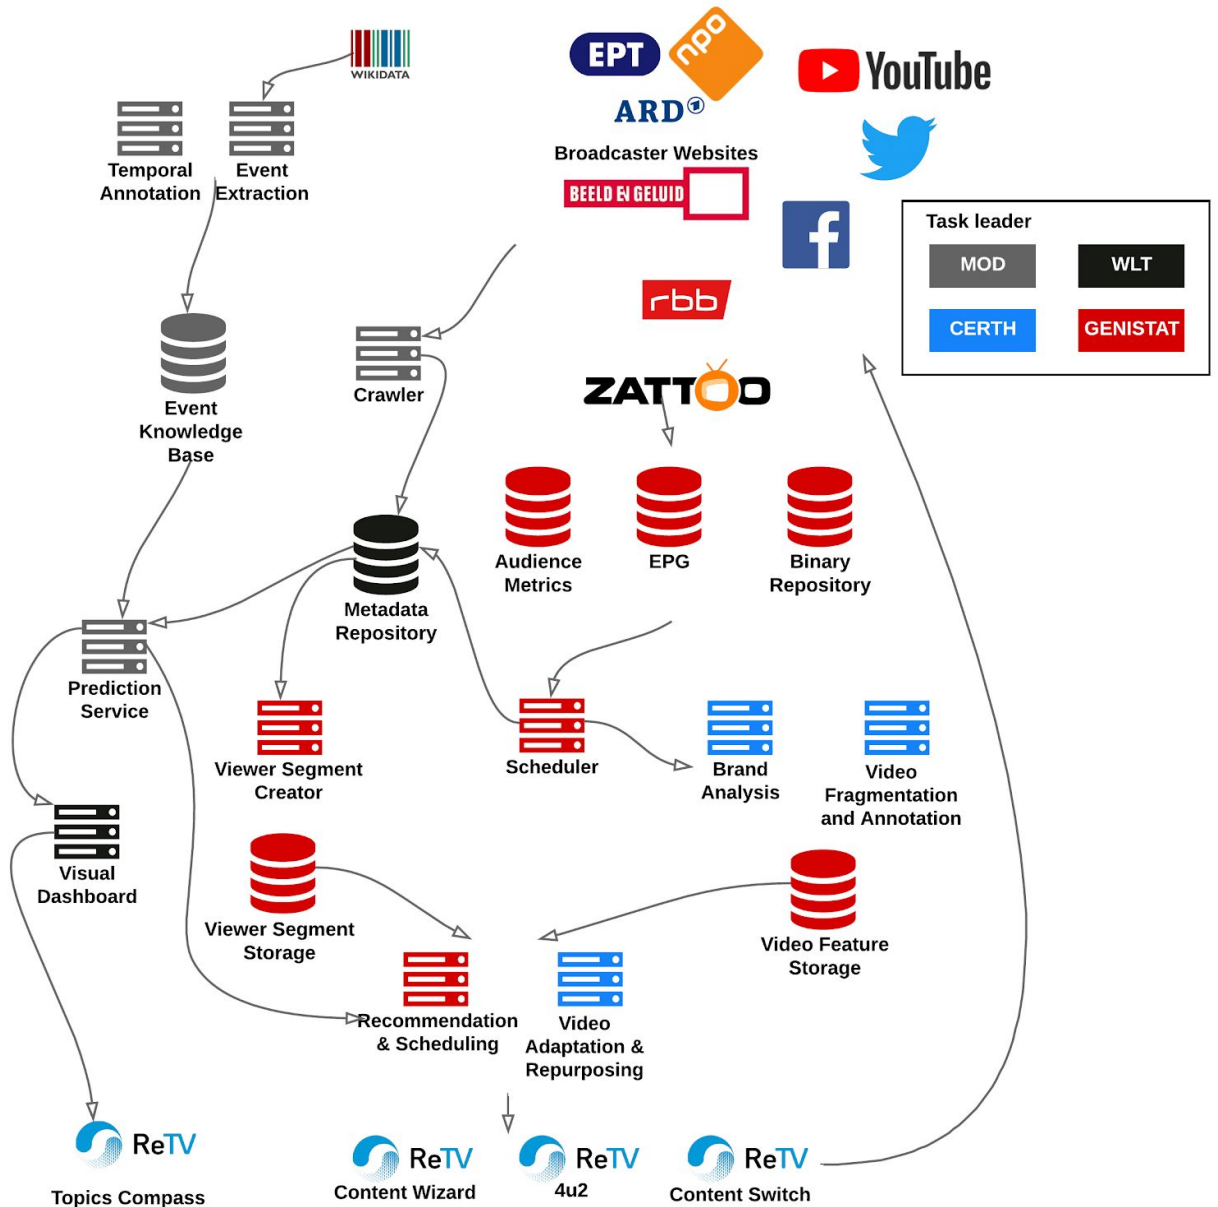 WIKIDATA
EPT
npo
ARD
YouTube
Broadcaster Websites
BEELD EN GELUID
Temporal
Annotation
Event
Extraction
Task leader
MOD
WLT
CERTH
GENISTAT
rbb
ZATTOO
Crawler
Event
Knowledge
Base
Audience
Metrics
EPG
Binary
Repository
Metadata
Repository
Prediction
Service
Viewer Segment
Creator
Scheduler
Brand
Analysis
Video
Fragmentation
and Annotation
Visual
Dashboard
Viewer Segment
Storage
Video Feature
Storage
Recommendation
& Scheduling
Video
Adaptation &
Repurposing
ReTV
Topics Compass
ReTV
Content Wizard
ReTV
4u2
ReTV
Content Switch